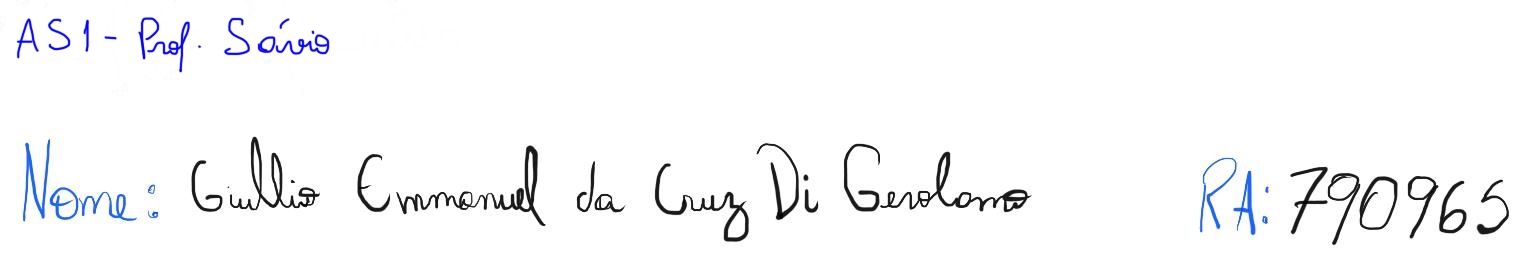 AS1 - Prof. Sávio
Nome: Giullio Emmanuel da Cruz Di Gerolamo RA: 790965